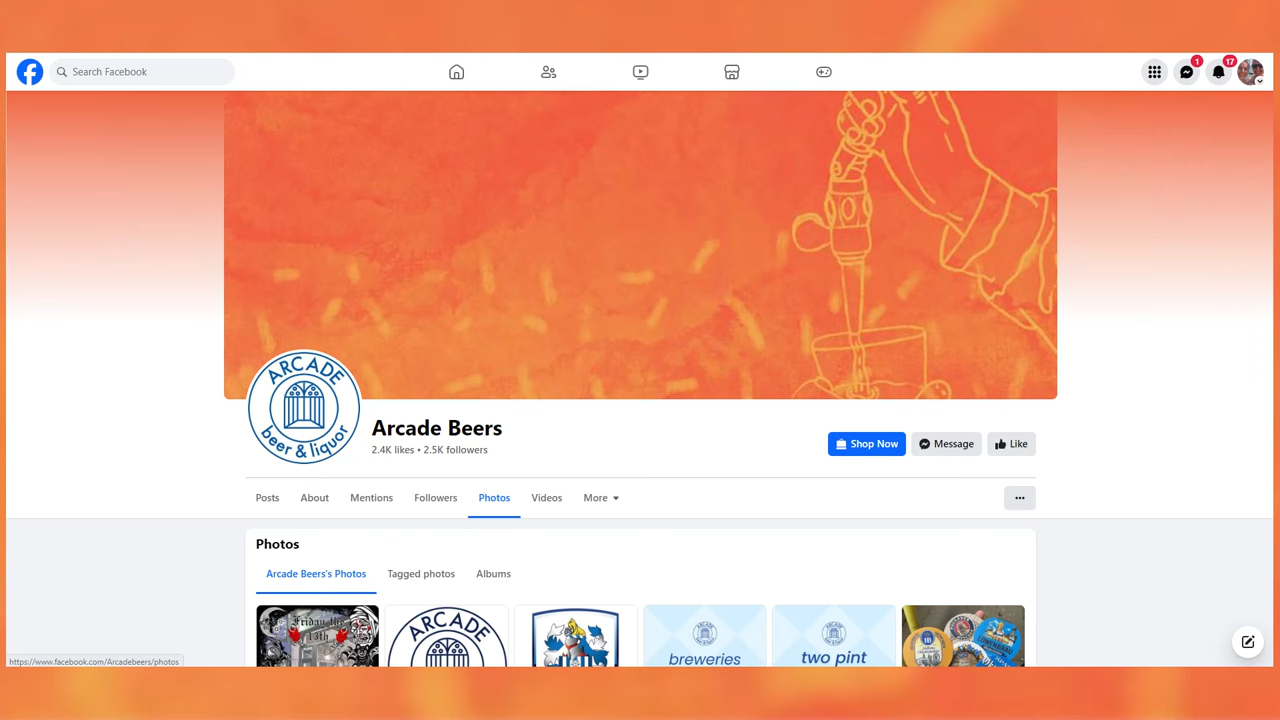 Search Facebook
1
17
ARCADE
beer & liquor
Arcade Beers
2.4K likes • 2.5K followers
Shop Now
Message
Like
Posts
About
Mentions
Followers
Photos
Videos
More
Photos
Arcade Beers's Photos
Tagged photos
Albums
Friday the
13th
ARCADE
breweries
two pint
https://www.facebook.com/Arcadebeers/photos